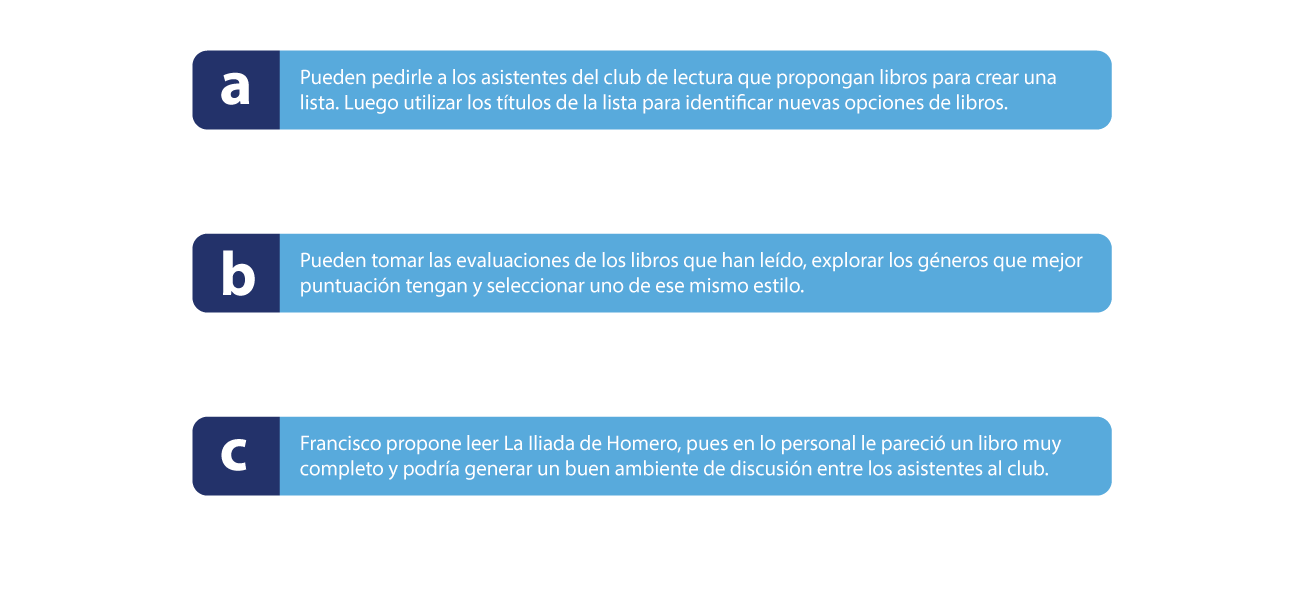 a
Pueden pedirle a los asistentes del club de lectura que propongan libros para crear una
lista. Luego utilizar los títulos de la lista para identificar nuevas opciones de libros.
b
Pueden tomar las evaluaciones de los libros que han leído, explorar los géneros que mejor
puntuación tengan y seleccionar uno de ese mismo estilo.
c
Francisco propone leer La Iliada de Homero, pues en lo personal le pareció un libro muy
completo y podría generar un buen ambiente de discusión entre los asistentes al club.